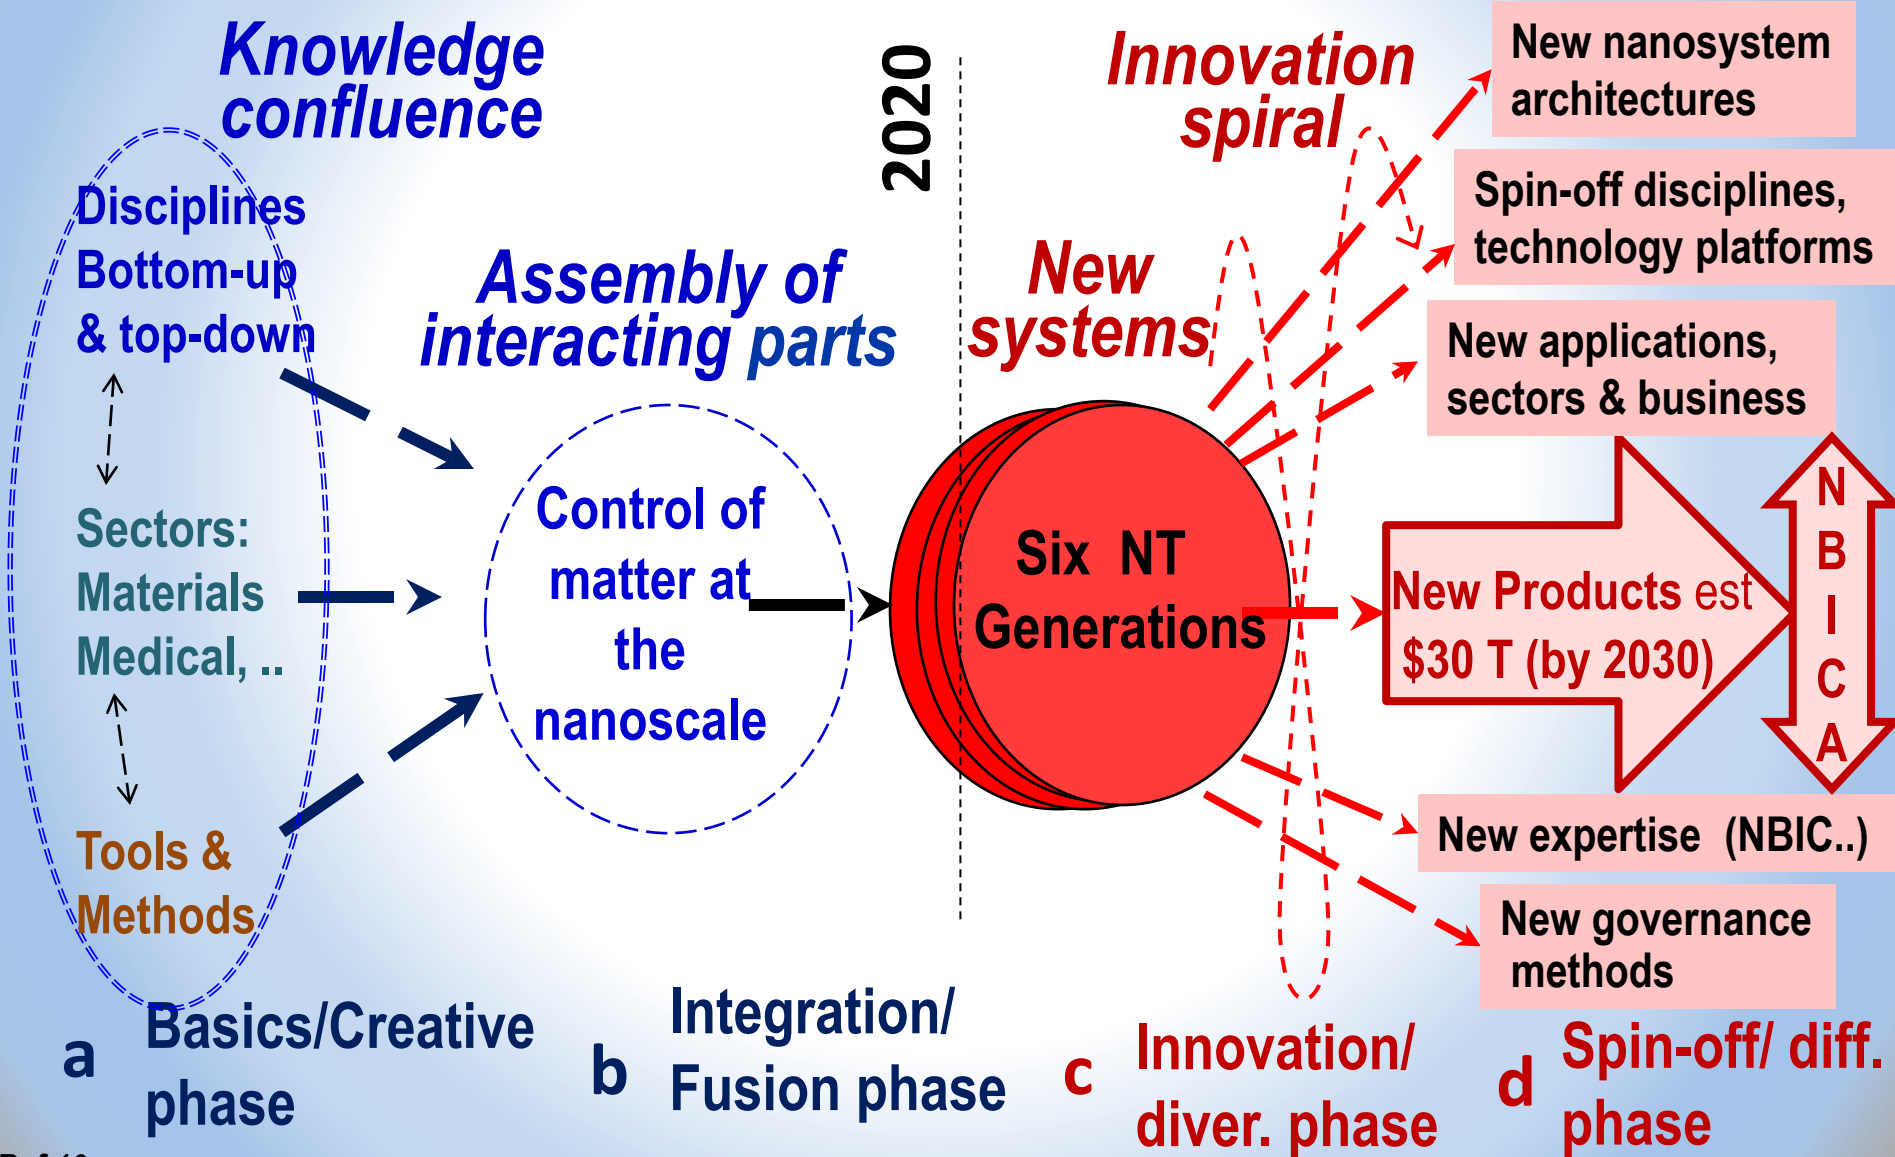 Knowledge
confluence
2020
Innovation
spiral
New nanosystem
architectures
Spin-off disciplines,
technology platforms
New applications,
sectors & business
Disciplines
Bottom-up
& top-down
Sectors:
Materials
Medical, ..
Tools &
Methods
Assembly of
interacting parts
Control of
matter at
the
nanoscale
New
systems
Six NT
Generations
New Products est
$30 T (by 2030)
N
B
I
C
A
New expertise (NBIC..)
New governance
methods
a Basics/Creative
phase
b Integration/
Fusion phase
c Innovation/
diver. phase
d Spin-off/ diff.
phase